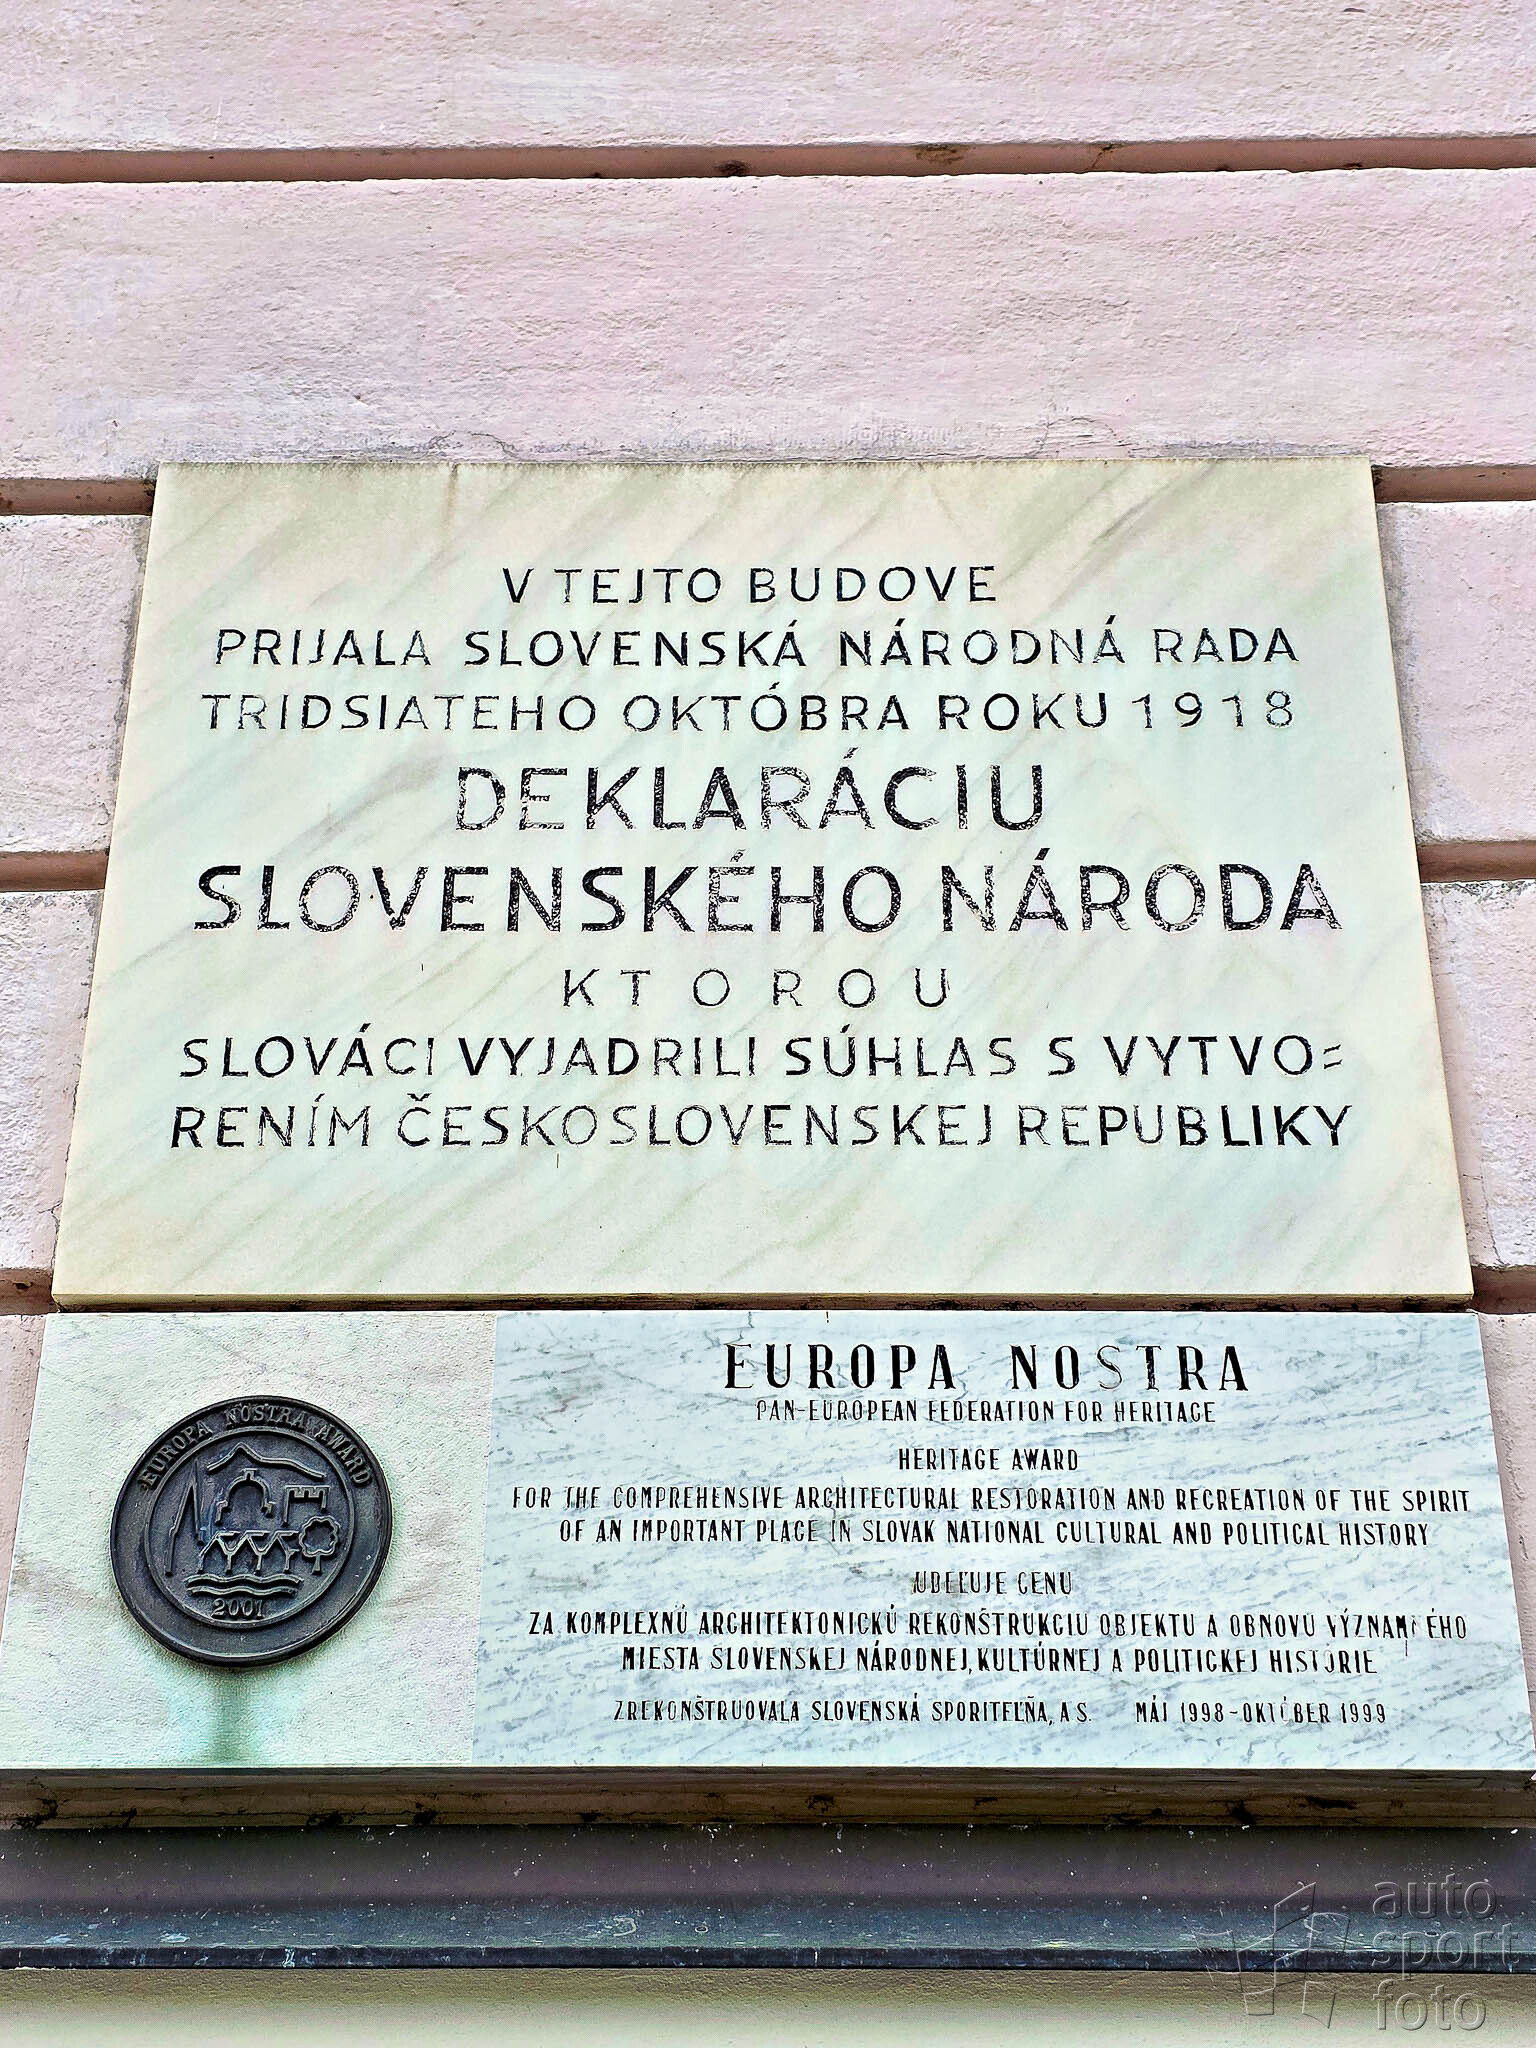 V TEJTO BUDOVE
PRIJALA SLOVENSKÁ NÁRODNÁ RADA
TRIDSIATEHO OKTÓBRA ROKU 1918
DEKLARÁCIU
SLOVENSKÉHO NÁRODA
KTOROU
SLOVÁCI VYJADRILI SÚHLAS S VYTVO=
RENÍM ČESKOSLOVENSKEJ REPUBLIKY
EUROPA NOSTRA AWARD
2001
EUROPA NOSTRA
PAN-EUROPEAN FEDERATION FOR HERITAGE
HERITAGE AWARD
FOR THE COMPREHENSIVE ARCHITECTURAL RESTORATION AND RECREATION OF THE SPIRIT
OF AN IMPORTANT PLACE IN SLOVAK NATIONAL CULTURAL AND POLITICAL HISTORY
UDEĽUJE CENU
ZA KOMPLEXNÚ ARCHITEKTONICKÚ REKONŠTRUKCIU OBJEKTU A OBNOVU VÝZNAMNÉHO
MIESTA SLOVENSKEJ NÁRODNEJ, KULTÚRNEJ A POLITICKEJ HISTÓRIE
ZREKONŠTRUOVALA SLOVENSKÁ SPORITEĽŇA, A.S. MÁJ 1998-OKTÓBER 1999
auto
sport
foto